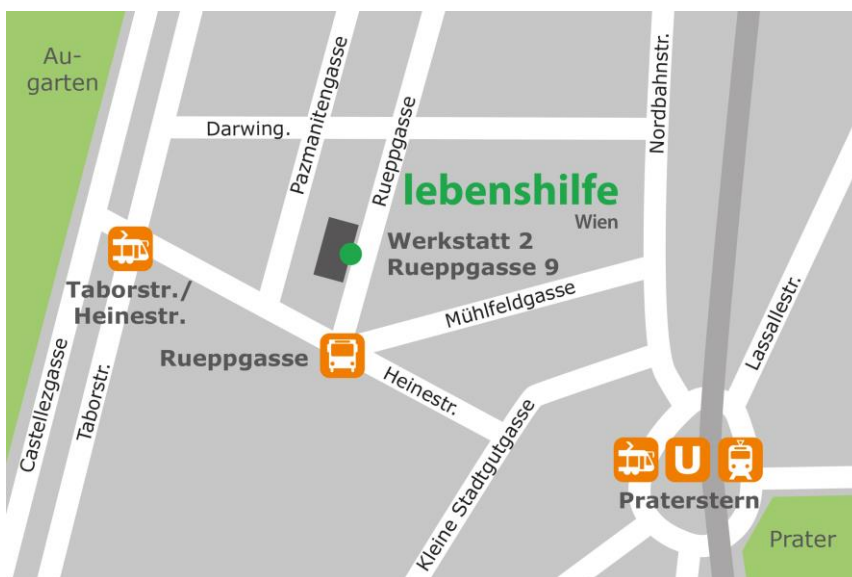 Au-
garten
Darwing.
Pazmanitengasse
Rueppgasse
Nordbahnstr.
lebenshilfe
Wien
Werkstatt 2
Rueppgasse 9
Taborstr./
Heinestr.
Mühlfeldgasse
Lassallestr.
Rueppgasse
Heinestr.
Castellezgasse
Taborstr.
Kleine Stadtgutgasse
U
Praterstern
Prater